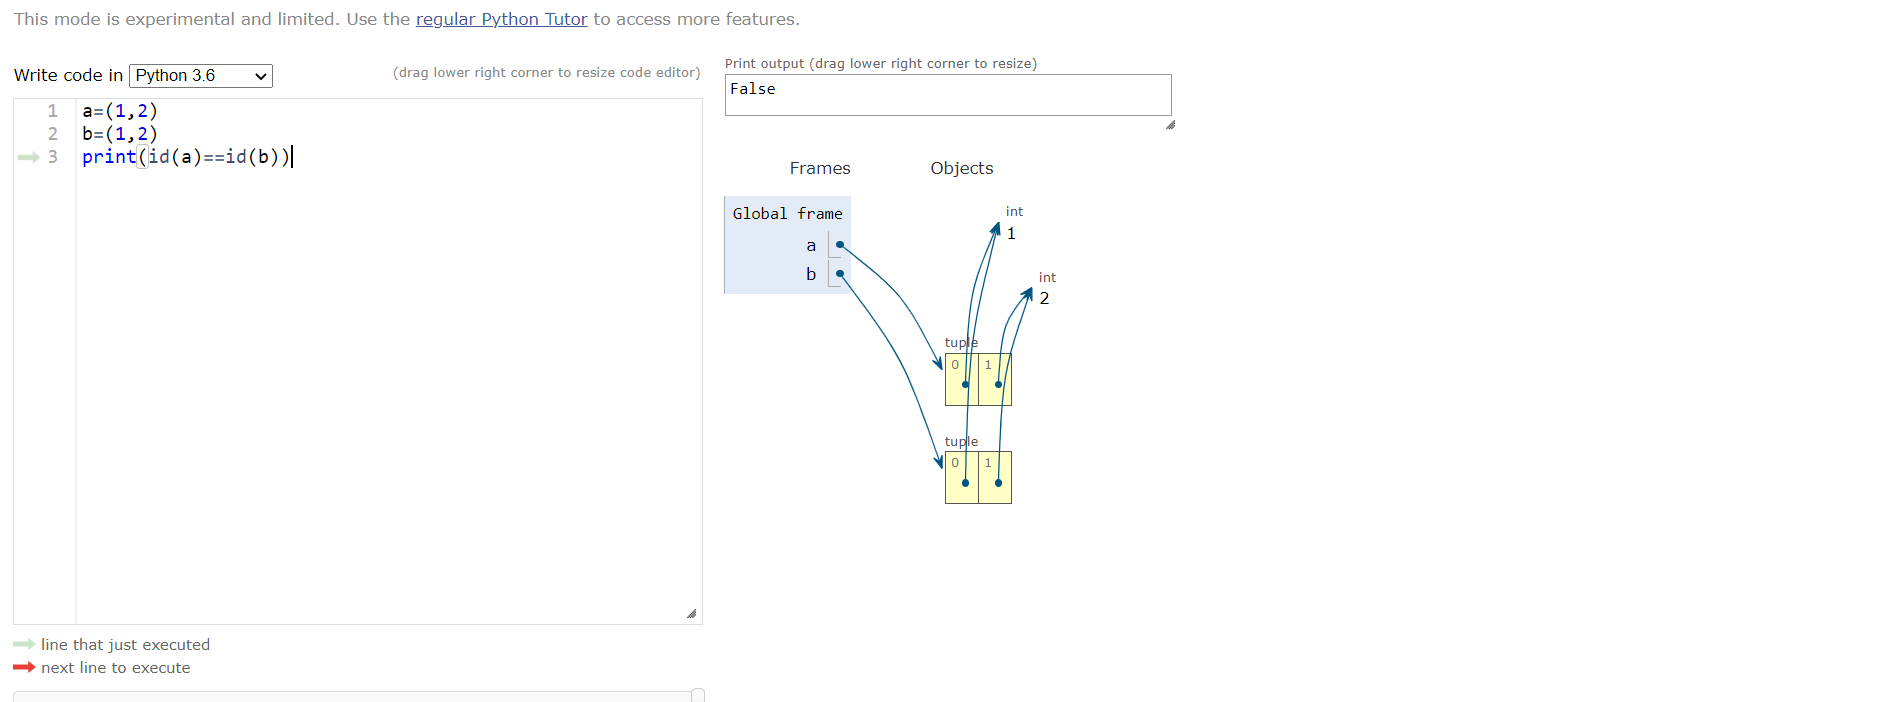 This mode is experimental and limited. Use the regular Python Tutor to access more features.
Write code in Python 3.6
(drag lower right corner to resize code editor)
1 a=(1,2)
2 b=(1,2)
3 print(id(a)==id(b))
line that just executed
next line to execute
Print output (drag lower right corner to resize)
False
Frames Objects
Global frame
a
b
int
1
int
2
tuple
0 1
tuple
0 1